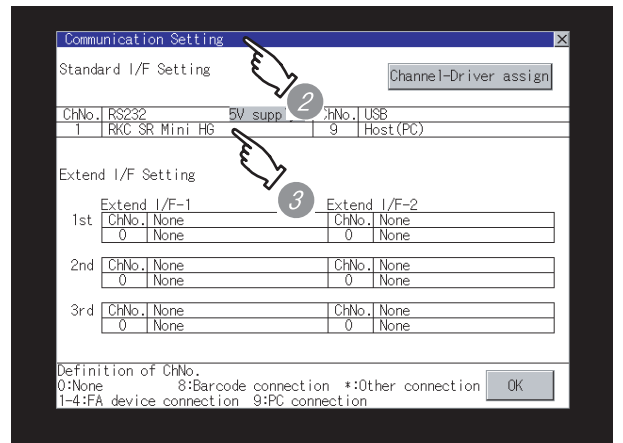 Communication Setting
Standard I/F Setting
Channel-Driver assign
ChNo. RS232 5V supp ChNo. USB
1 RKC SR Mini HG 9 Host(PC)
2
Extend I/F Setting
3
Extend I/F-1 Extend I/F-2
1st ChNo. None ChNo. None
0 None 0 None
2nd ChNo. None ChNo. None
0 None 0 None
3rd ChNo. None ChNo. None
0 None 0 None
Definition of ChNo.
0:None 8:Barcode connection *:Other connection OK
1-4:FA device connection 9:PC connection